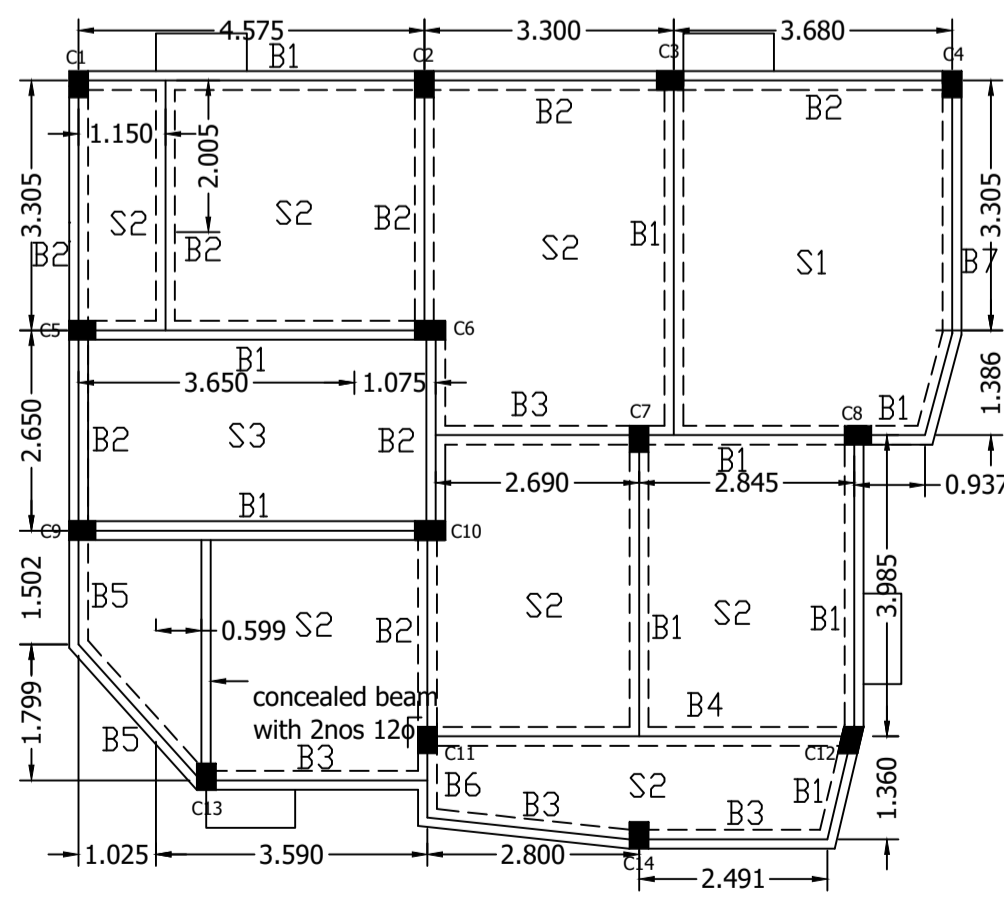 4.575 3.300 3.680
C1 B1 C2 C3 C4
B2 B2
1.150 2.005
3.305 S2 S2 B2 S2 B1 S1 3.305
B2 B2 B7
C5 C6
B1
3.650 1.075 1.386
B3 B1
C7 C8
2.650 B2 S3 B2
B1
2.690 2.845 0.937
B1
C9 C10
1.502 B5 3.985
0.599 S2 B2 S2 B1 S2 B1
concealed beam
with 2nos 12ϕ
B4
1.799 B5 B3 C11 C12
B6 S2 B1 1.360
C13 B3 B3
1.025 3.590 2.800 C14
2.491